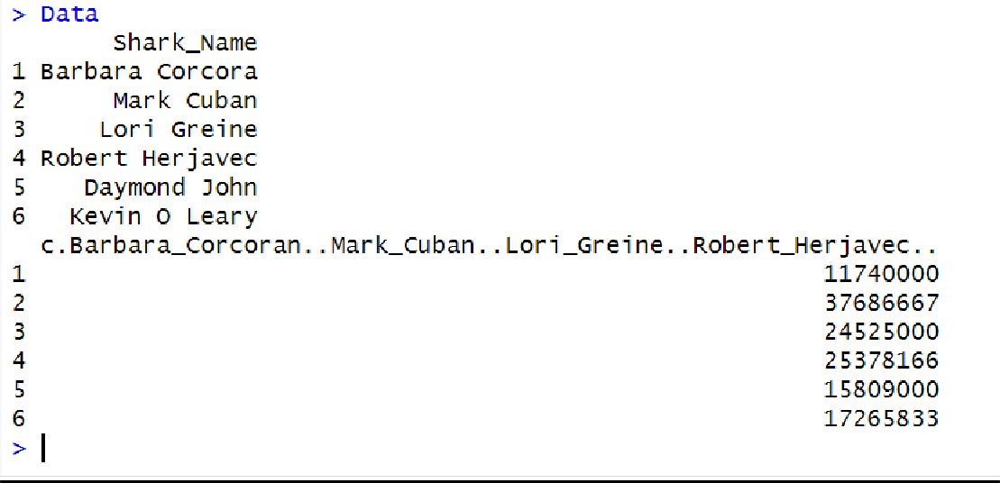 > Data
Shark_Name
1 Barbara Corcora
2 Mark Cuban
3 Lori Greine
4 Robert Herjavec
5 Daymond John
6 Kevin O Leary
c.Barbara_Corcoran..Mark_Cuban..Lori_Greine..Robert_Herjavec..
1 11740000
2 37686667
3 24525000
4 25378166
5 15809000
6 17265833
>